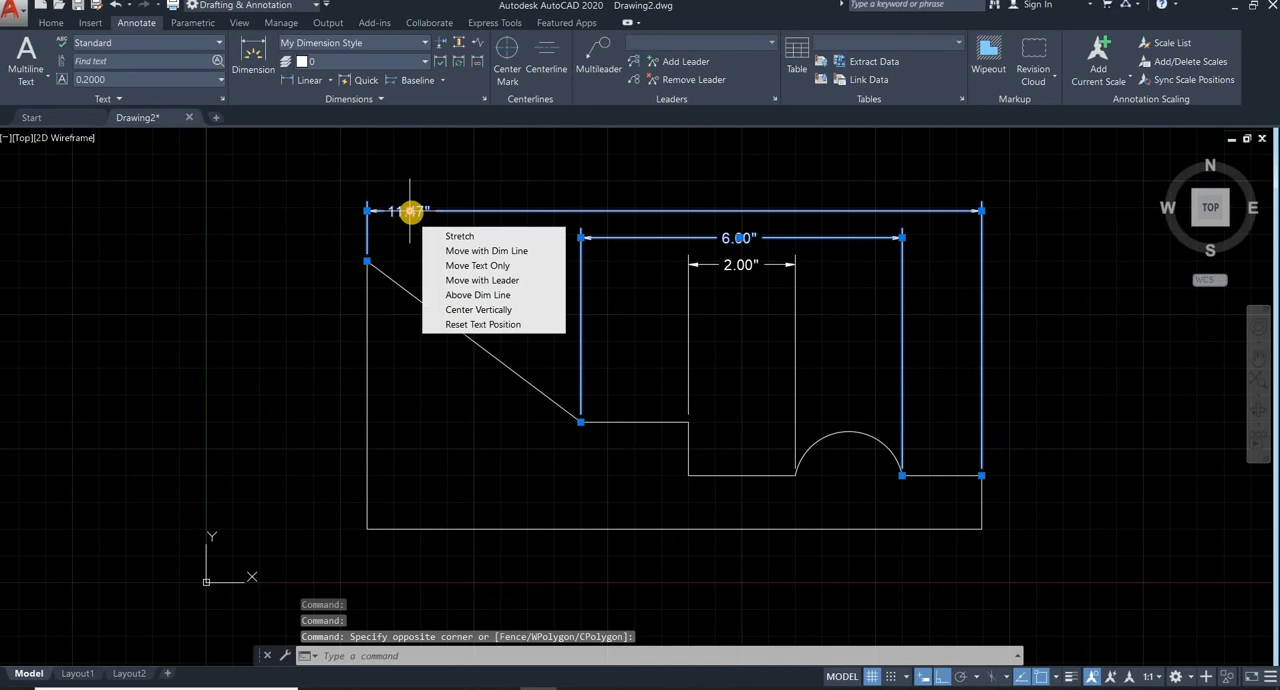 Drafting & Annotation
Autodesk AutoCAD 2020 Drawing2.dwg
Type a keyword or phrase
Sign In
Home Insert Annotate Parametric View Manage Output Add-ins Collaborate Express Tools Featured Apps
Multiline Text
Standard
Find text
0.2000
Dimension
My Dimension Style
0
Linear Quick Baseline
Center Mark
Centerline
Multileader
Add Leader
Remove Leader
Table
Extract Data
Link Data
Wipeout
Revision Cloud
Add Current Scale
Scale List
Add/Delete Scales
Sync Scale Positions
Text Dimensions Centerlines Leaders Tables Markup Annotation Scaling
Start Drawing2*
[−][Top][2D Wireframe]
N
W TOP E
S
WCS
6.00"
2.00"
Stretch
Move with Dim Line
Move Text Only
Move with Leader
Above Dim Line
Center Vertically
Reset Text Position
Y
X
Command:
Command:
Command: Specify opposite corner or [Fence/WPolygon/CPolygon]:
Type a command
Model Layout1 Layout2
MODEL
1:1